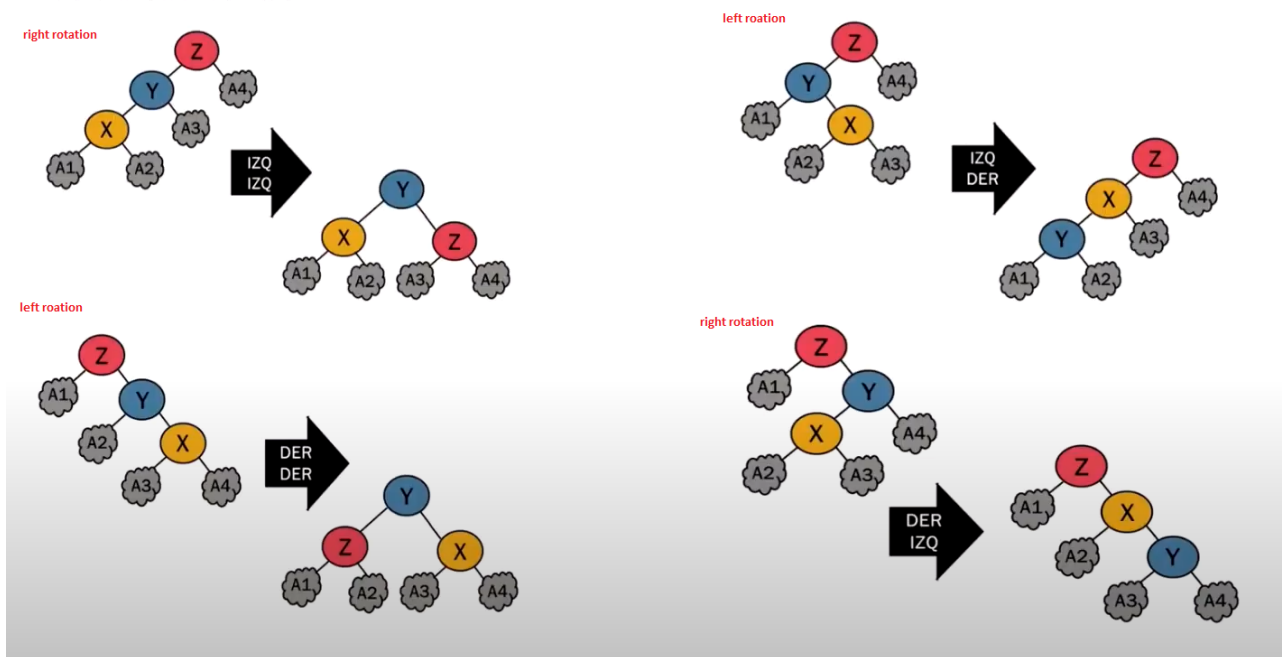 right rotation
Z
Y
A4
X
A3
A1
A2
IZQ
IZQ
Y
X
Z
A1
A2
A3
A4
left roation
Z
Y
A4
A1
X
A2
A3
IZQ
DER
Z
X
A4
Y
A3
A1
A2
left roation
Z
A1
Y
A2
X
A3
A4
DER
DER
Y
Z
X
A1
A2
A3
A4
right rotation
Z
A1
Y
X
A4
A2
A3
DER
IZQ
Z
A1
X
A2
Y
A3
A4